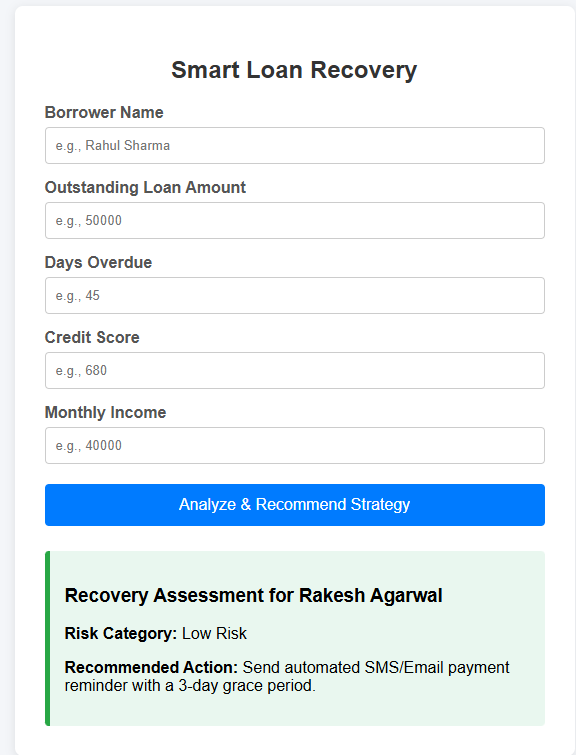 Smart Loan Recovery
Borrower Name
e.g., Rahul Sharma
Outstanding Loan Amount
e.g., 50000
Days Overdue
e.g., 45
Credit Score
e.g., 680
Monthly Income
e.g., 40000
Analyze & Recommend Strategy
Recovery Assessment for Rakesh Agarwal
Risk Category: Low Risk
Recommended Action: Send automated SMS/Email payment
reminder with a 3-day grace period.